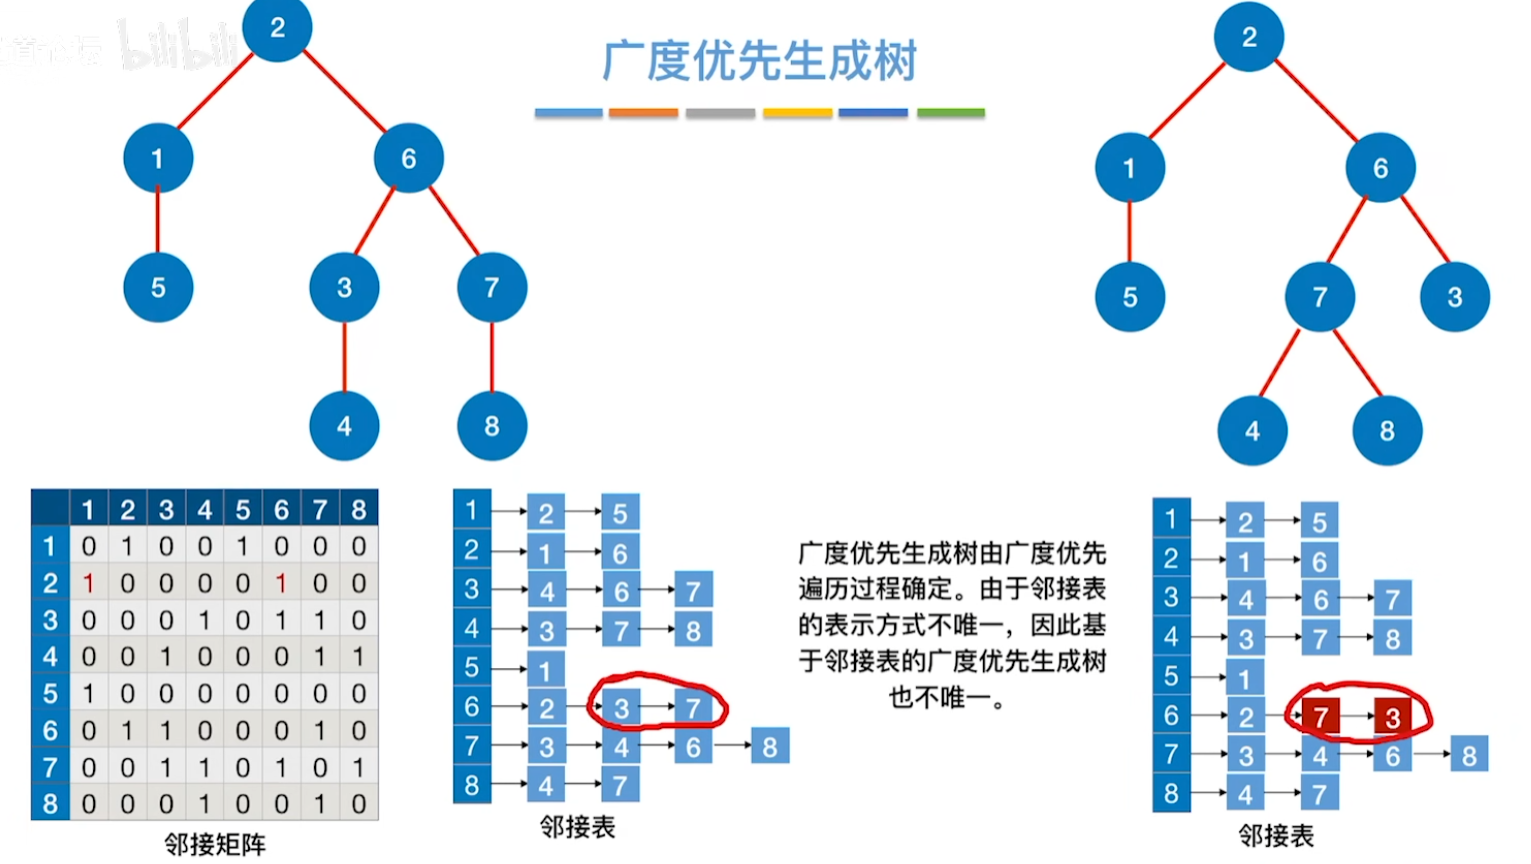 bilibili
广度优先生成树
2
1
6
5
3
7
4
8
2
1
6
5
7
3
4
8
1 2 3 4 5 6 7 8
1 0 1 0 0 1 0 0 0
2 1 0 0 0 0 1 0 0
3 0 0 0 1 0 1 1 0
4 0 0 1 0 0 0 1 1
5 1 0 0 0 0 0 0 0
6 0 1 1 0 0 0 1 0
7 0 0 1 1 0 1 0 1
8 0 0 0 1 0 0 1 0
邻接矩阵
1 2 5
2 1 6
3 4 6 7
4 3 7 8
5 1
6 2 3 7
7 3 4 6 8
8 4 7
邻接表
广度优先生成树由广度优先
遍历过程确定。由于邻接表
的表示方式不唯一，因此基
于邻接表的广度优先生成树
也不唯一。
1 2 5
2 1 6
3 4 6 7
4 3 7 8
5 1
6 2 7 3
7 3 4 6 8
8 4 7
邻接表